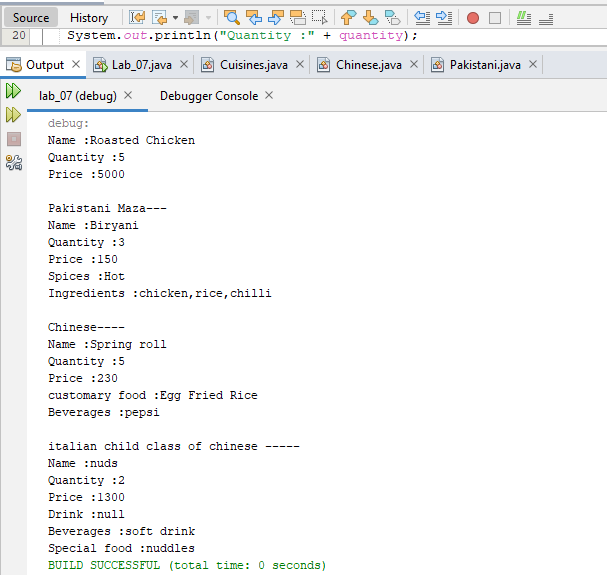 Source History
20 System.out.println("Quantity :" + quantity);
Output Lab_07.java Cuisines.java Chinese.java Pakistani.java
lab_07 (debug) Debugger Console
debug:
Name :Roasted Chicken
Quantity :5
Price :5000
Pakistani Maza---
Name :Biryani
Quantity :3
Price :150
Spices :Hot
Ingredients :chicken,rice,chilli
Chinese----
Name :Spring roll
Quantity :5
Price :230
customary food :Egg Fried Rice
Beverages :pepsi
italian child class of chinese -----
Name :nuds
Quantity :2
Price :1300
Drink :null
Beverages :soft drink
Special food :nuddles
BUILD SUCCESSFUL (total time: 0 seconds)